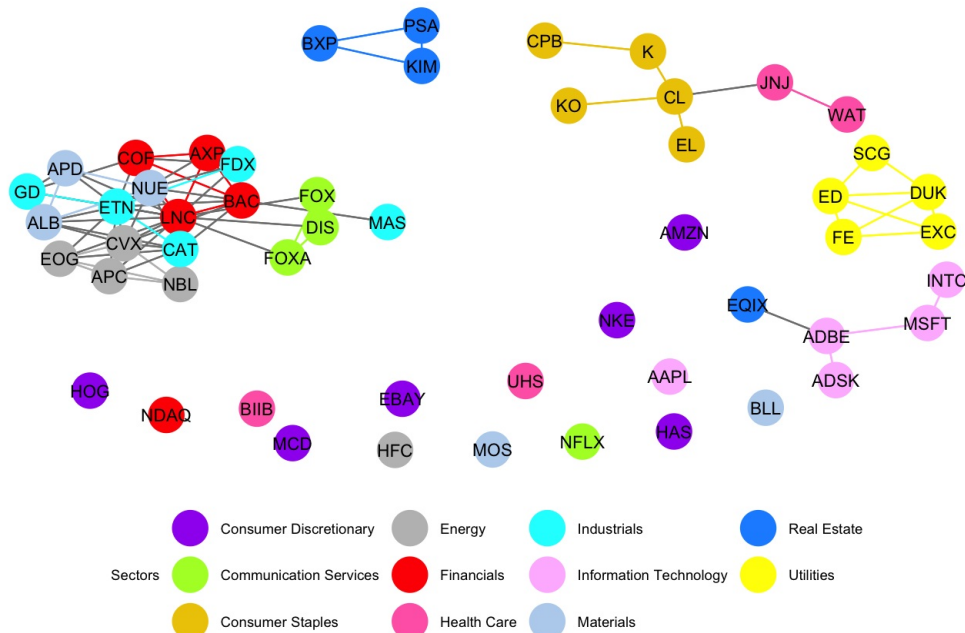 PSA
BXP
KIM
CPB
K
KO
CL
EL
JNJ
WAT
SCG
ED
DUK
FE
EXC
COF
AXP
FDX
APD
NUE
GD
ETN
LNC
BAC
ALB
CVX
CAT
EOG
APC
NBL
FOX
DIS
FOXA
MAS
AMZN
INTC
EQIX
MSFT
ADBE
ADSK
NKE
AAPL
UHS
BLL
HOG
NDAQ
BIIB
EBAY
MCD
HFC
MOS
NFLX
HAS
Sectors
Consumer Discretionary
Energy
Industrials
Real Estate
Communication Services
Financials
Information Technology
Utilities
Consumer Staples
Health Care
Materials